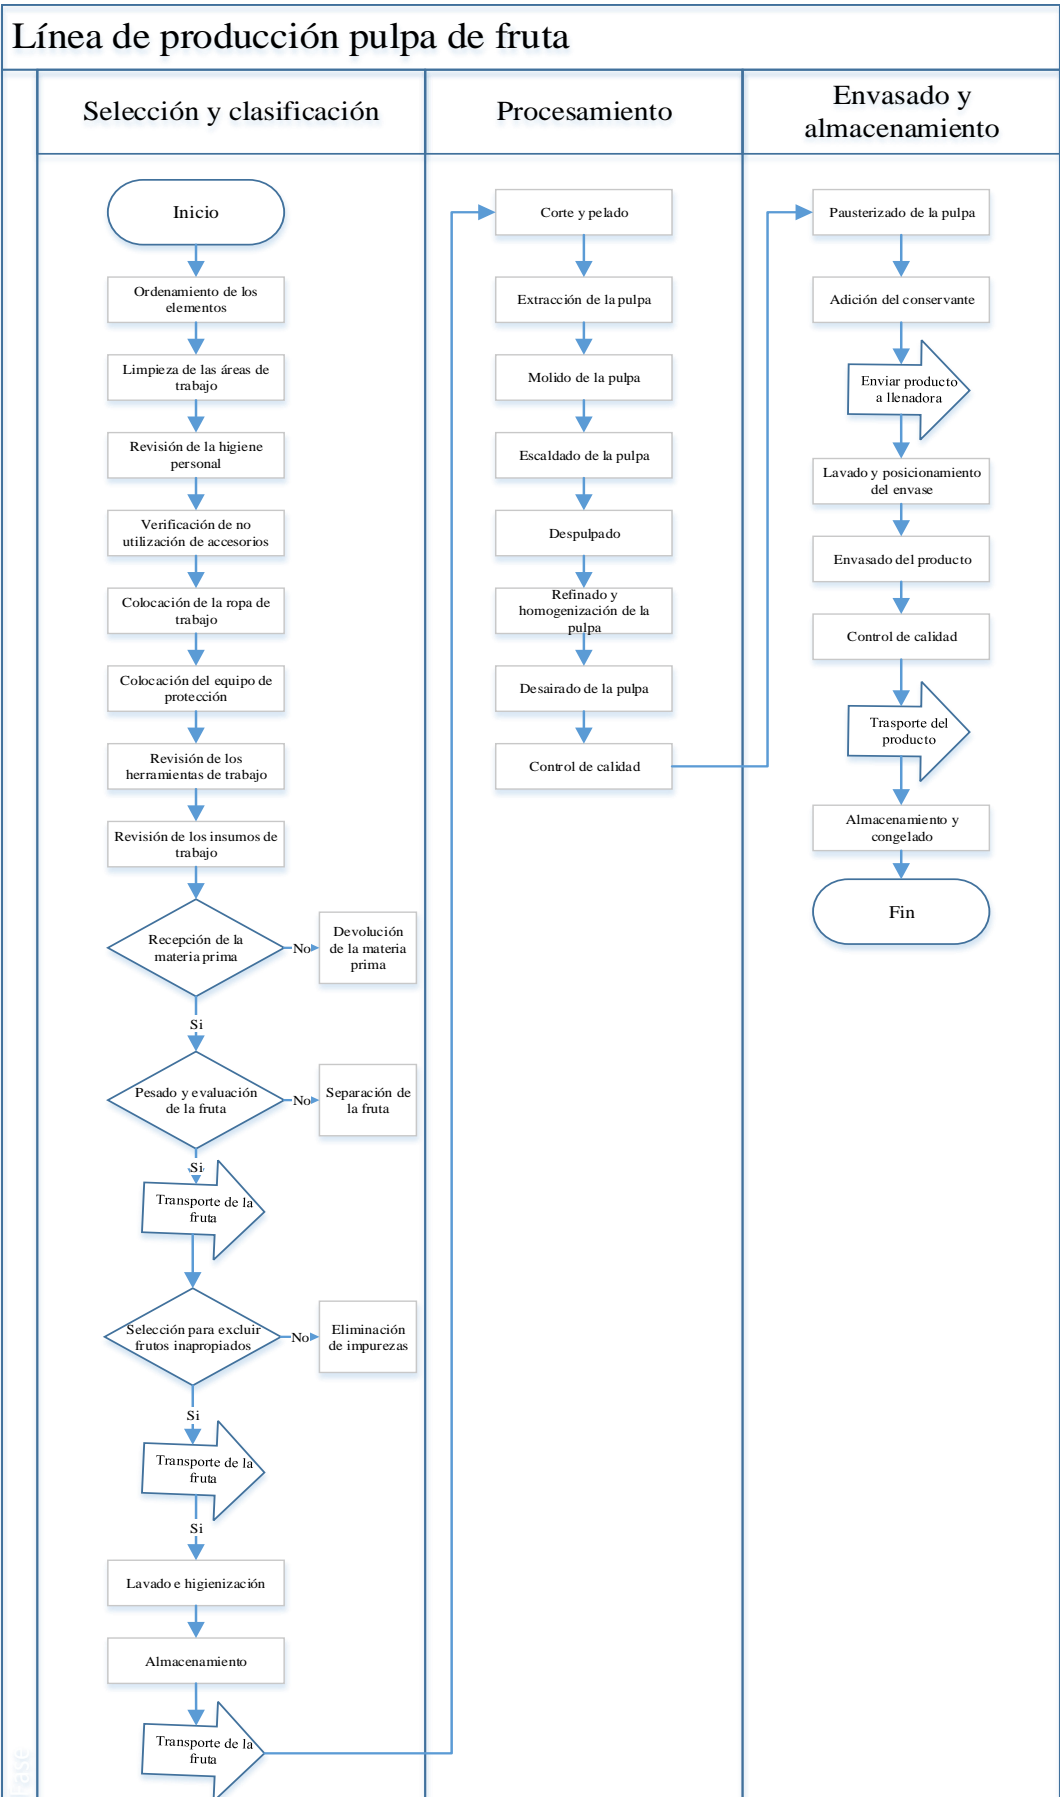 Línea de producción pulpa de fruta
Selección y clasificación
Procesamiento
Envasado y
almacenamiento
Inicio
Ordenamiento de los
elementos
Limpieza de las áreas de
trabajo
Revisión de la higiene
personal
Verificación de no
utilización de accesorios
Colocación de la ropa de
trabajo
Colocación del equipo de
protección
Revisión de los
herramientas de trabajo
Revisión de los insumos de
trabajo
Recepción de la
materia prima
No
Devolución
de la materia
prima
Si
Pesado y evaluación
de la fruta
No
Separación de
la fruta
Si
Transporte de la
fruta
Selección para excluir
frutos inapropiados
No
Eliminación
de impurezas
Si
Transporte de la
fruta
Si
Lavado e higienización
Almacenamiento
Transporte de la
fruta
Corte y pelado
Extracción de la pulpa
Molido de la pulpa
Escaldado de la pulpa
Despulpado
Refinado y
homogenización de la
pulpa
Desairado de la pulpa
Control de calidad
Pausterizado de la pulpa
Adición del conservante
Enviar producto
a llenadora
Lavado y posicionamiento
del envase
Envasado del producto
Control de calidad
Trasporte del
producto
Almacenamiento y
congelado
Fin
Fase